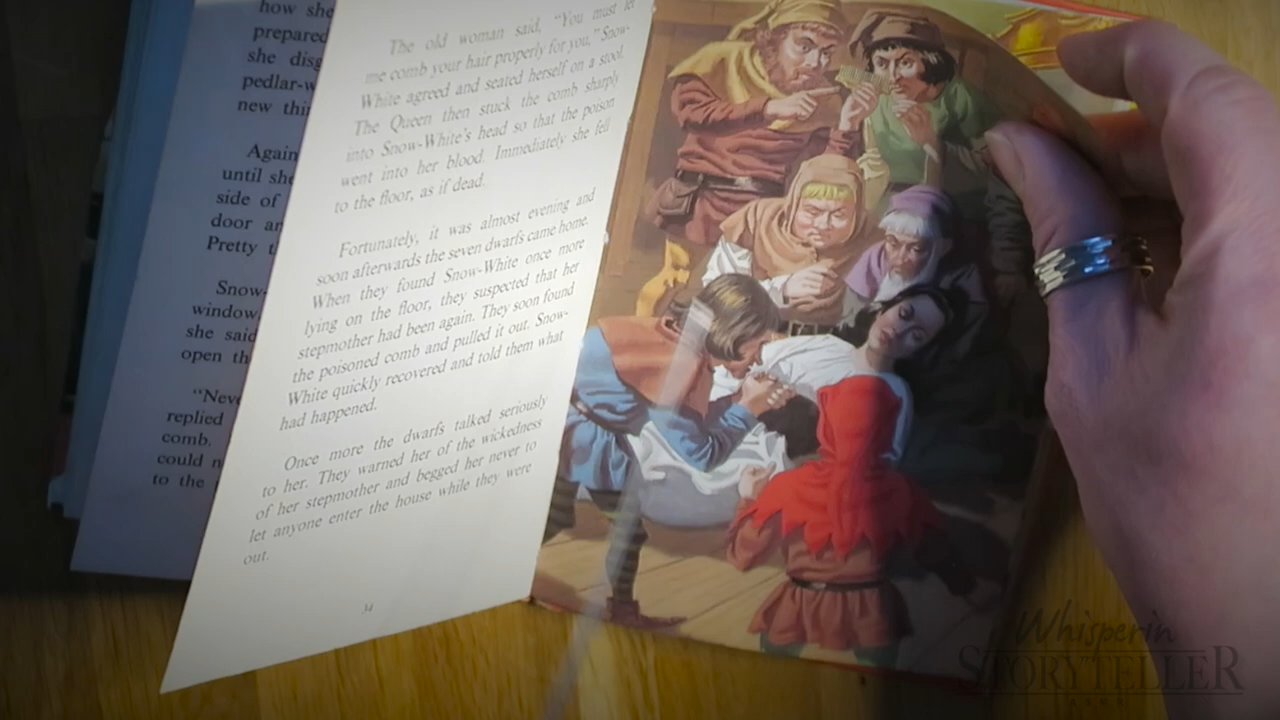 how she
prepared
she disg
pedlar-w
new thi
Again
until she
side of
door an
Pretty t
Snow-
window
she said
open th
"Neve
replied
comb.
could n
to the
The old woman said, "You must let
me comb your hair properly for you." Snow-
White agreed and seated herself on a stool.
The Queen then stuck the comb sharply
into Snow-White's head so that the poison
went into her blood. Immediately she fell
to the floor, as if dead.
Fortunately, it was almost evening and
soon afterwards the seven dwarfs came home.
When they found Snow-White once more
lying on the floor, they suspected that her
stepmother had been again. They soon found
the poisoned comb and pulled it out. Snow-
White quickly recovered and told them what
had happened.
Once more the dwarfs talked seriously
to her. They warned her of the wickedness
of her stepmother and begged her never to
let anyone enter the house while they were
out.
34
Whisperin
STORYTELLER